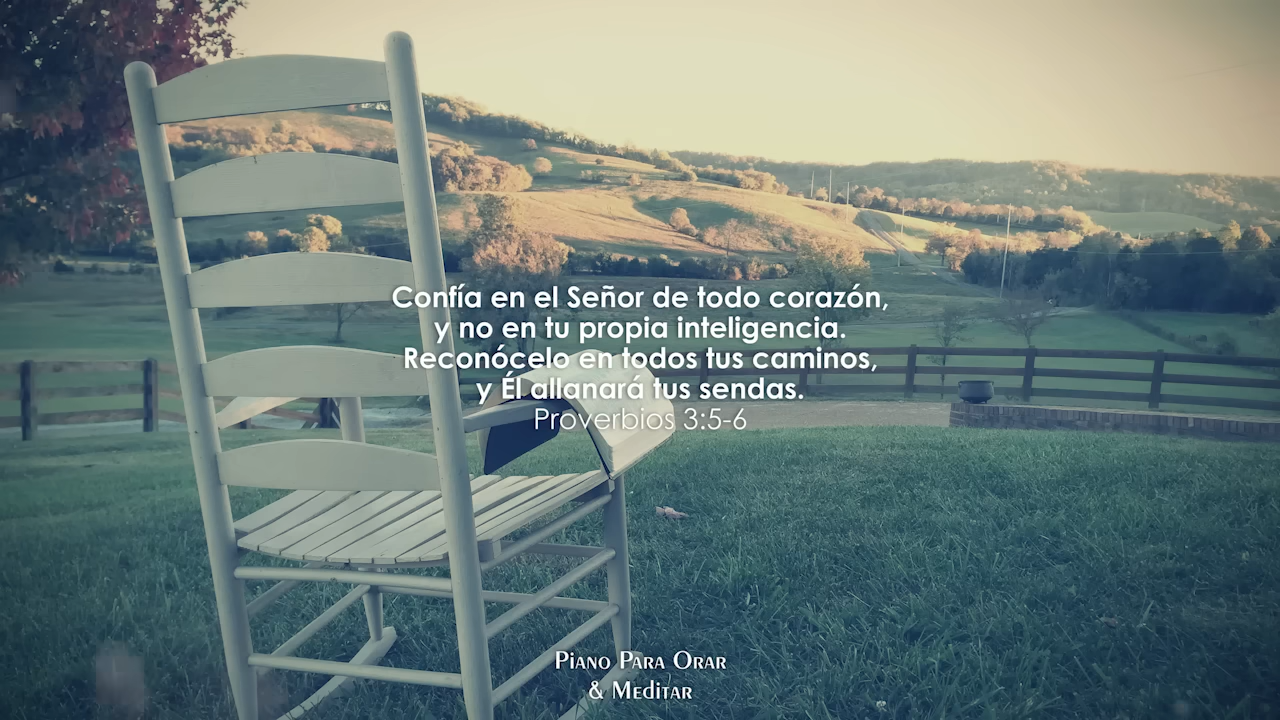 Confía en el Señor de todo corazón,
y no en tu propia inteligencia.
Reconócelo en todos tus caminos,
y Él allanará tus sendas.
Proverbios 3:5-6
Piano Para Orar
& Meditar